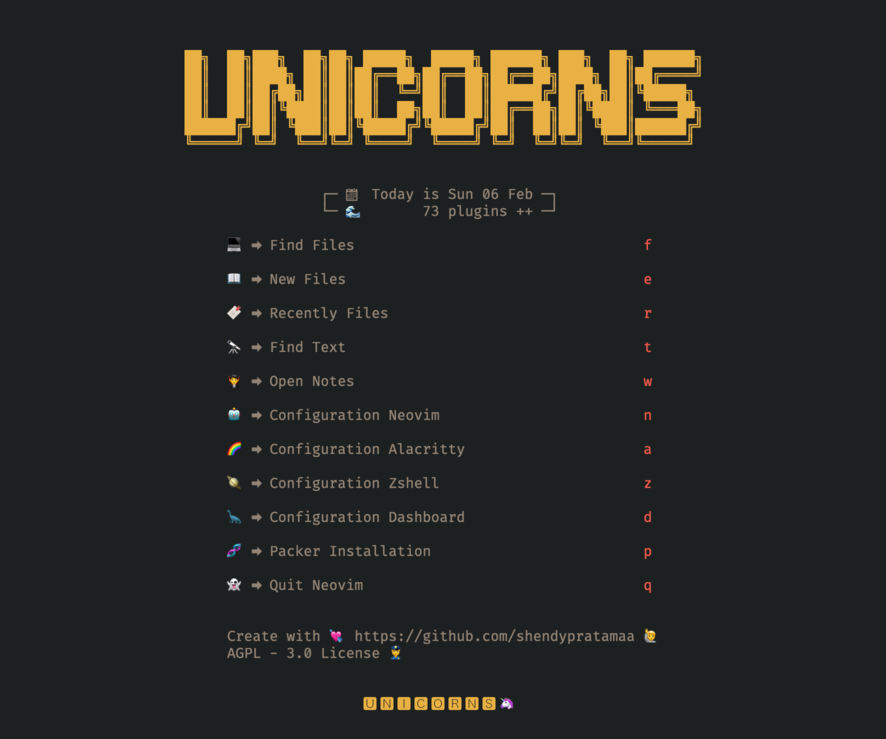 UNICORNS
Today is Sun 06 Feb
73 plugins ++
Find Files f
New Files e
Recently Files r
Find Text t
Open Notes w
Configuration Neovim n
Configuration Alacritty a
Configuration Zshell z
Configuration Dashboard d
Packer Installation p
Quit Neovim q
Create with 💘 https://github.com/shendypratamaa 🙋
AGPL - 3.0 License
UNICORNS